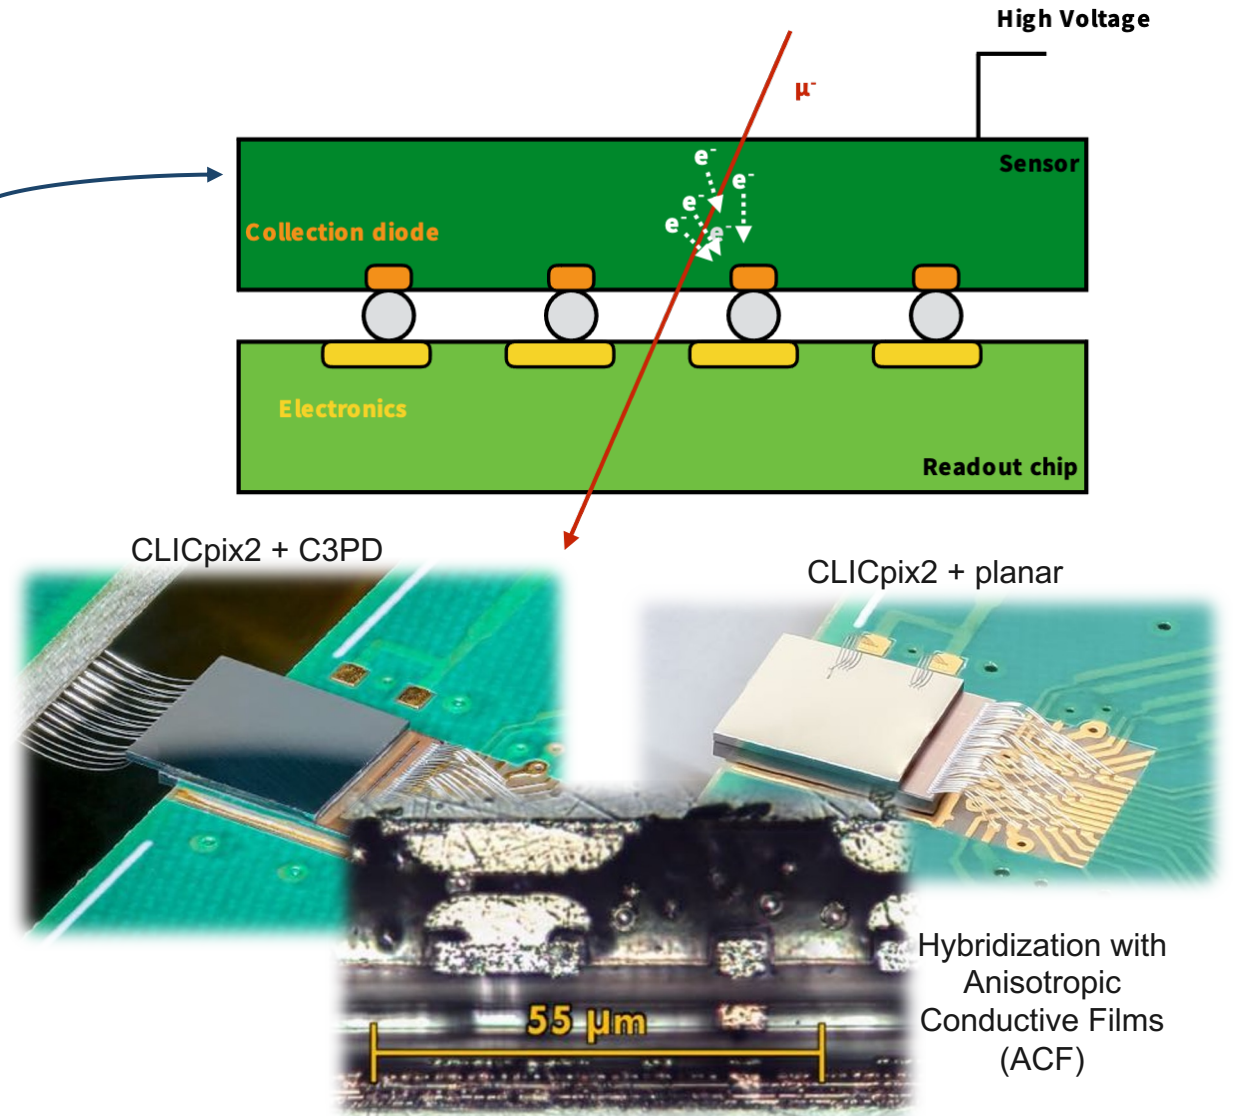 High Voltage
μ⁻
Sensor
e⁻
e⁻
e⁻
e⁻
e⁻
Collection diode
Electronics
Readout chip
CLICpix2 + C3PD
CLICpix2 + planar
55 μm
Hybridization with
Anisotropic
Conductive Films
(ACF)